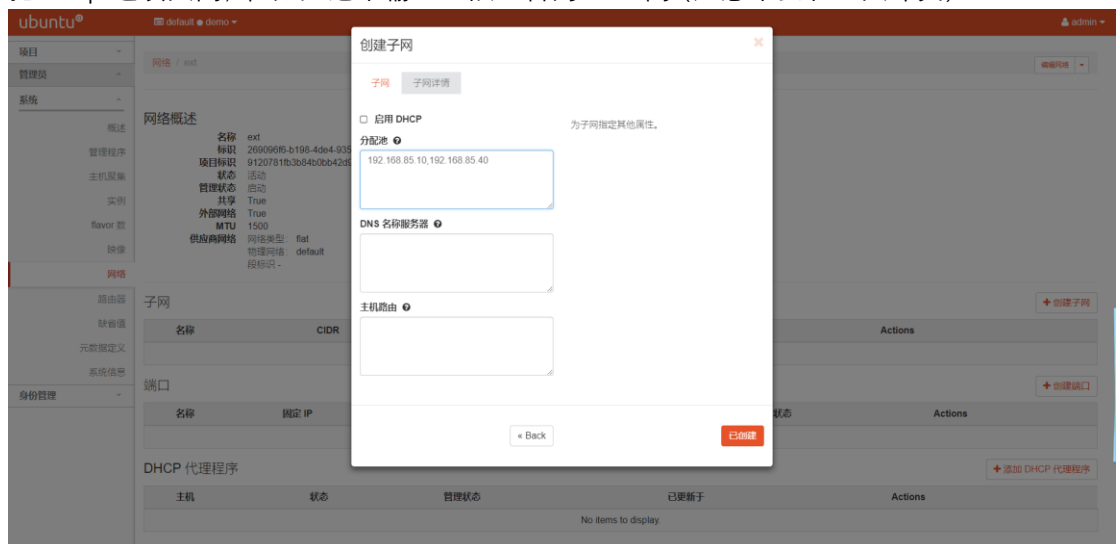 ubuntu®
default ● demo
admin
创建子网
项目
管理员
系统
概述
管理程序
主机聚集
实例
flavor 数
映像
网络
路由器
缺省值
元数据定义
系统信息
身份管理
网络 / ext
编辑网络
网络概述
名称 ext
标识 269096f6-b198-4de4-935
项目标识 9120781fb3b84b0bb42d9
状态 活动
管理状态 启动
共享 True
外部网络 True
MTU 1500
供应商网络 网络类型: flat
物理网络: default
段标识 -
子网
子网详情
启用 DHCP
为子网指定其他属性。
分配池
192.168.85.10,192.168.85.40
DNS 名称服务器
主机路由
« Back
已创建
子网
创建子网
名称 CIDR Actions
端口
创建端口
名称 固定 IP 状态 Actions
DHCP 代理程序
添加 DHCP 代理程序
主机 状态 管理状态 已更新于 Actions
No items to display.